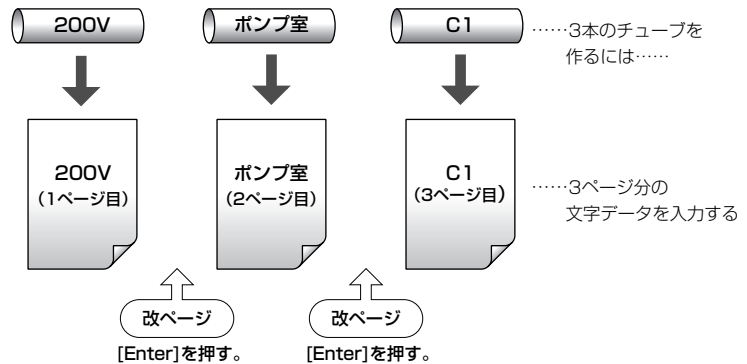 200V ポンプ室 C1 ……3本のチューブを
作るには……
200V ポンプ室 C1
(1ページ目) (2ページ目) (3ページ目) ……3ページ分の
文字データを入力する
改ページ 改ページ
[Enter]を押す。 [Enter]を押す。